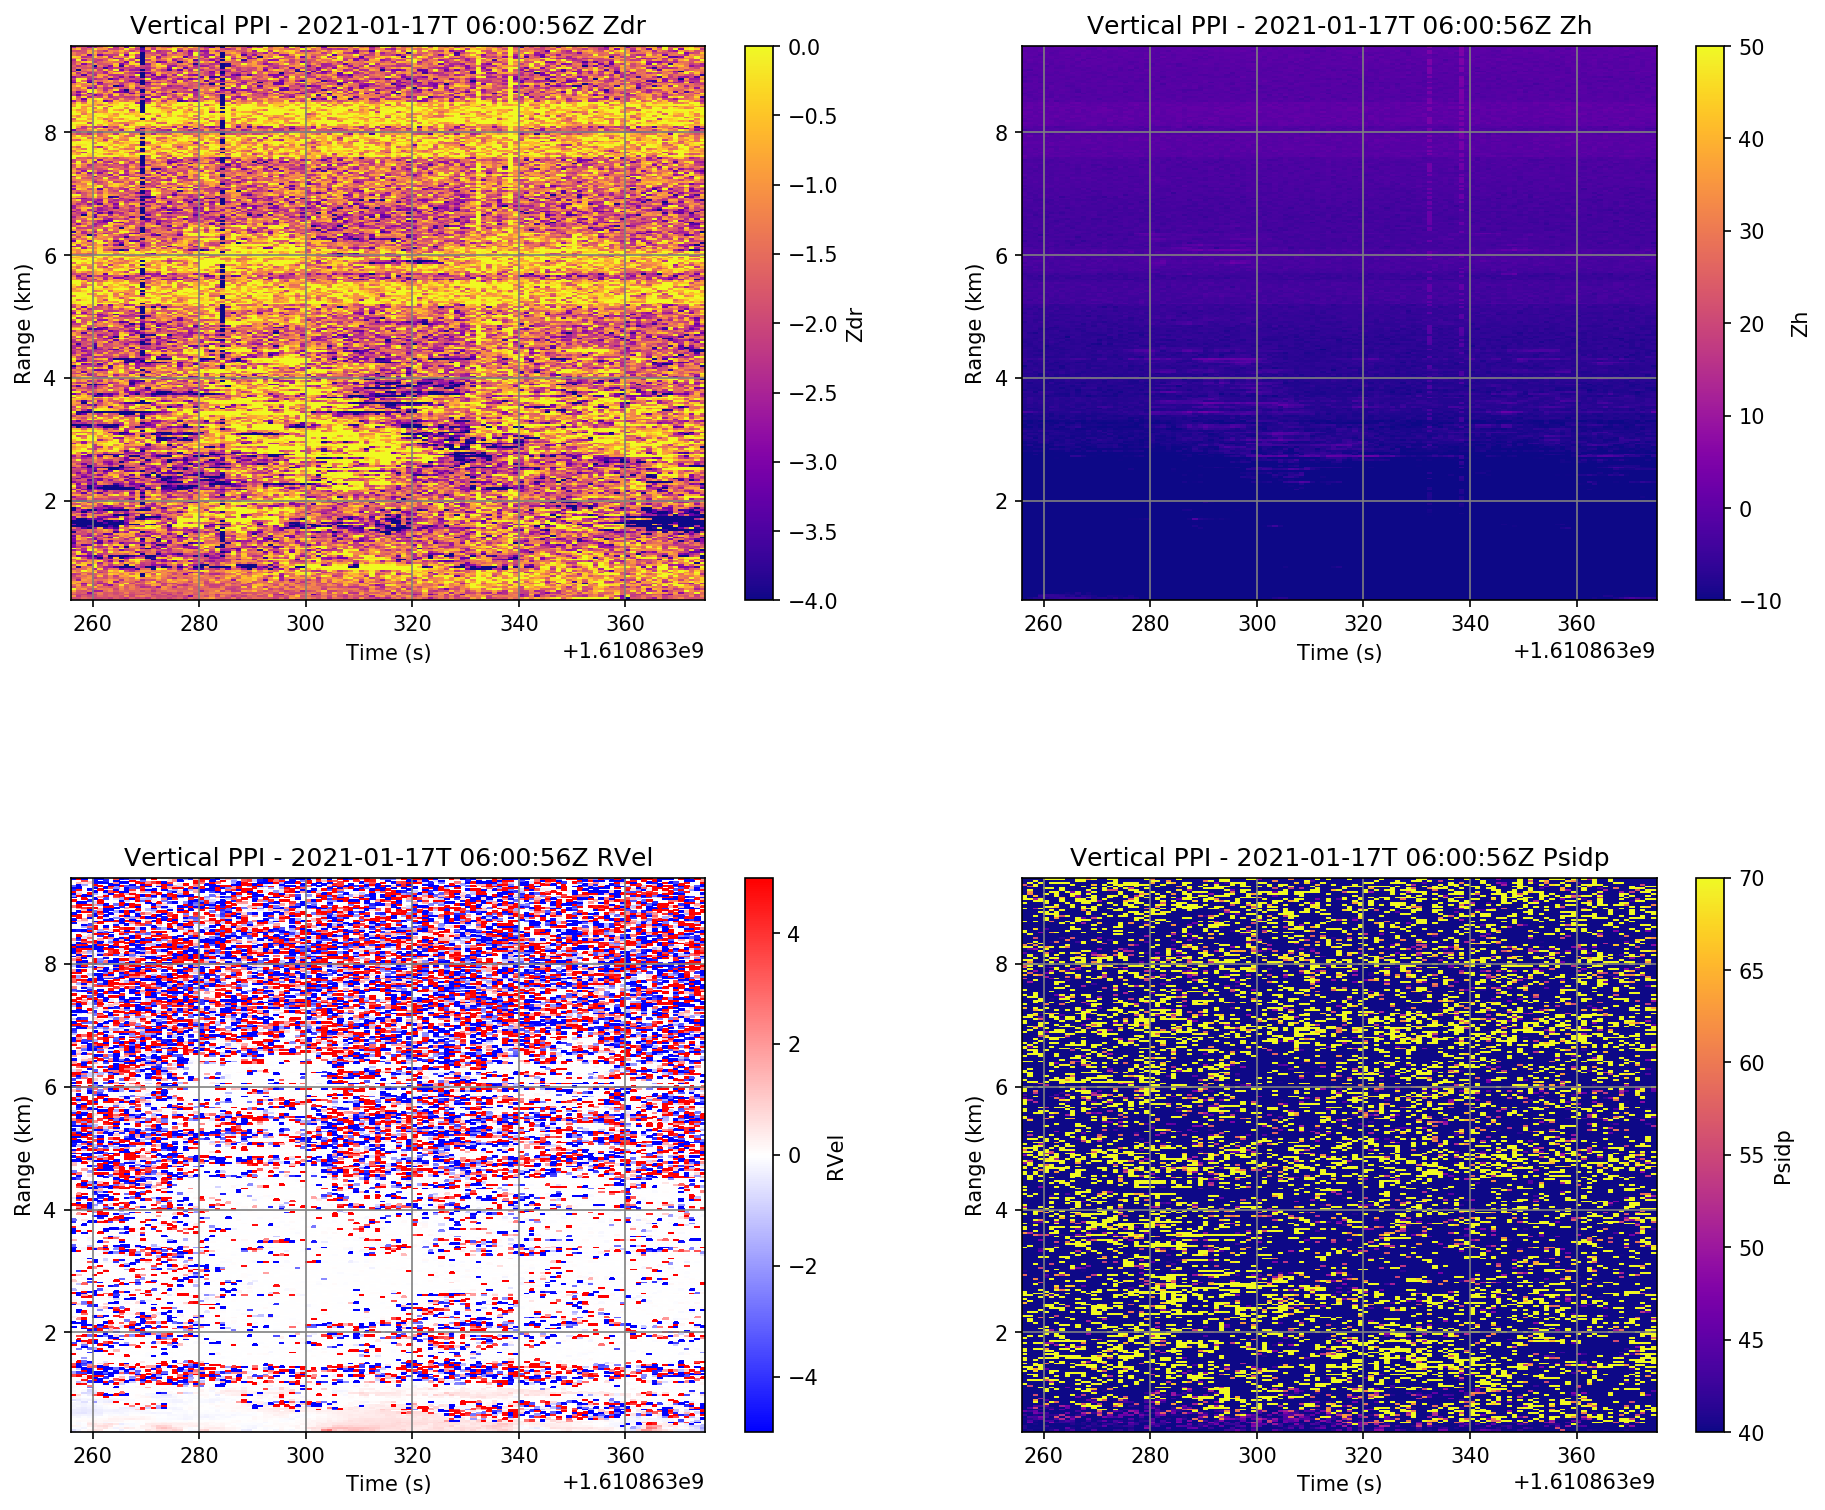 Vertical PPI - 2021-01-17T 06:00:56Z Zdr
Range (km)
8
6
4
2
260 280 300 320 340 360
Time (s)
+1.610863e9
0.0
−0.5
−1.0
−1.5
−2.0
−2.5
−3.0
−3.5
−4.0
Zdr
Vertical PPI - 2021-01-17T 06:00:56Z Zh
Range (km)
8
6
4
2
260 280 300 320 340 360
Time (s)
+1.610863e9
50
40
30
20
10
0
−10
Zh
Vertical PPI - 2021-01-17T 06:00:56Z RVel
Range (km)
8
6
4
2
260 280 300 320 340 360
Time (s)
+1.610863e9
4
2
0
−2
−4
RVel
Vertical PPI - 2021-01-17T 06:00:56Z Psidp
Range (km)
8
6
4
2
260 280 300 320 340 360
Time (s)
+1.610863e9
70
65
60
55
50
45
40
Psidp